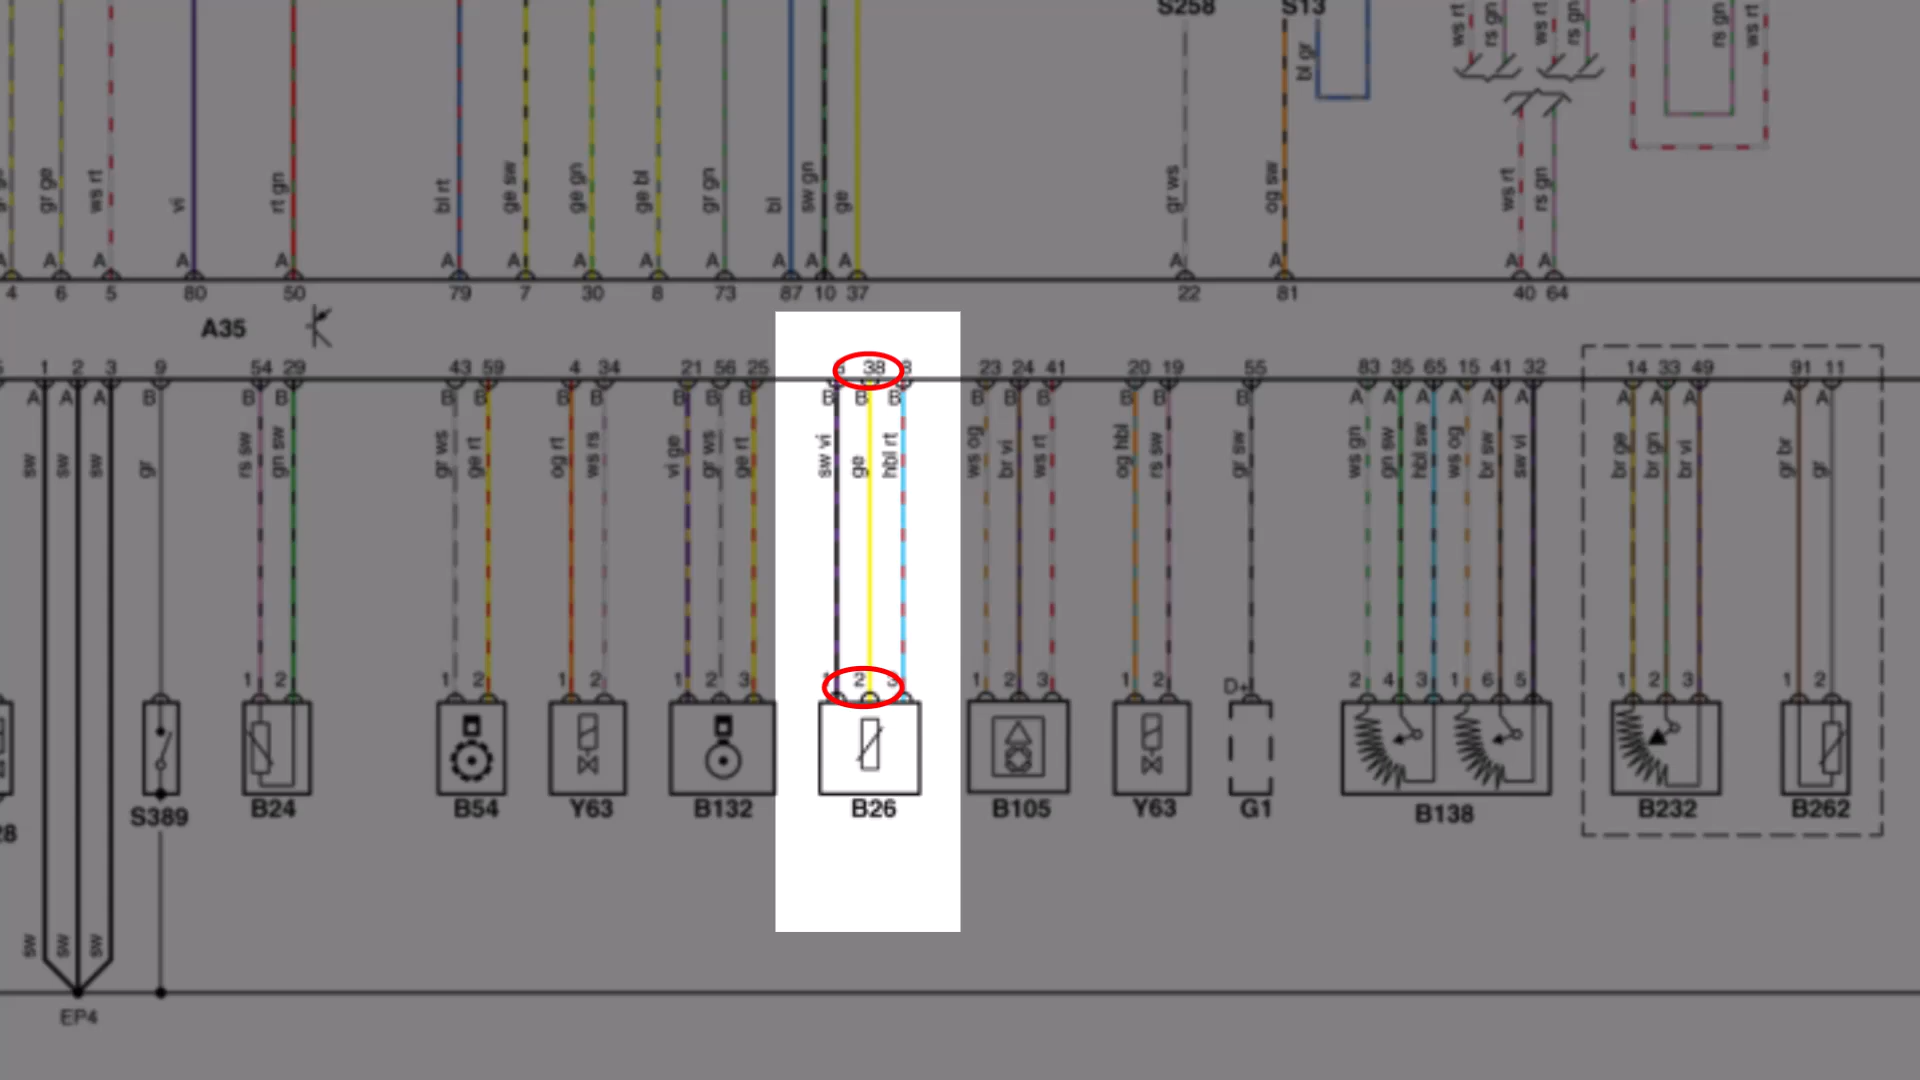 S258 S13
ws rt rs gn ws rt rs gn rs gn ws rt
bl gr
gr ge ws rt vi rt gn bl rt ge sw ge gn ge bl gr gn bl sw gn ge gr ws og sw ws rt rs gn
A A A A A A A A A A A A A A A A A
4 6 5 80 50 79 7 30 8 73 87 10 37 22 81 40 64
A35
1 2 3 9 54 29 43 59 4 34 21 56 25 38 23 24 41 20 19 55 83 35 65 15 41 32 14 33 49 91 11
A A A B B B B B B B B B B B B B B B B B B B A A A A A A A A A A A
sw sw sw gr rs sw gn sw gr ws ge rt og rt ws rs vi ge gr ws ge rt sw vi ge hbl rt ws og br vi ws rt og hbl rs sw gr sw ws gn gn sw hbl sw ws og br sw sw vi br ge br gn br vi gr br gr
1 2 1 2 1 2 1 2 3 1 2 3 1 2 3 1 2 D+ 2 4 3 1 6 5 1 2 3 1 2
S389 B24 B54 Y63 B132 B26 B105 Y63 G1 B138 B232 B262
sw sw sw
EP4